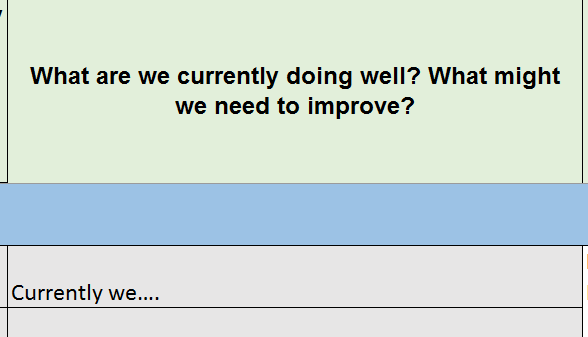 What are we currently doing well? What might
we need to improve?
Currently we....